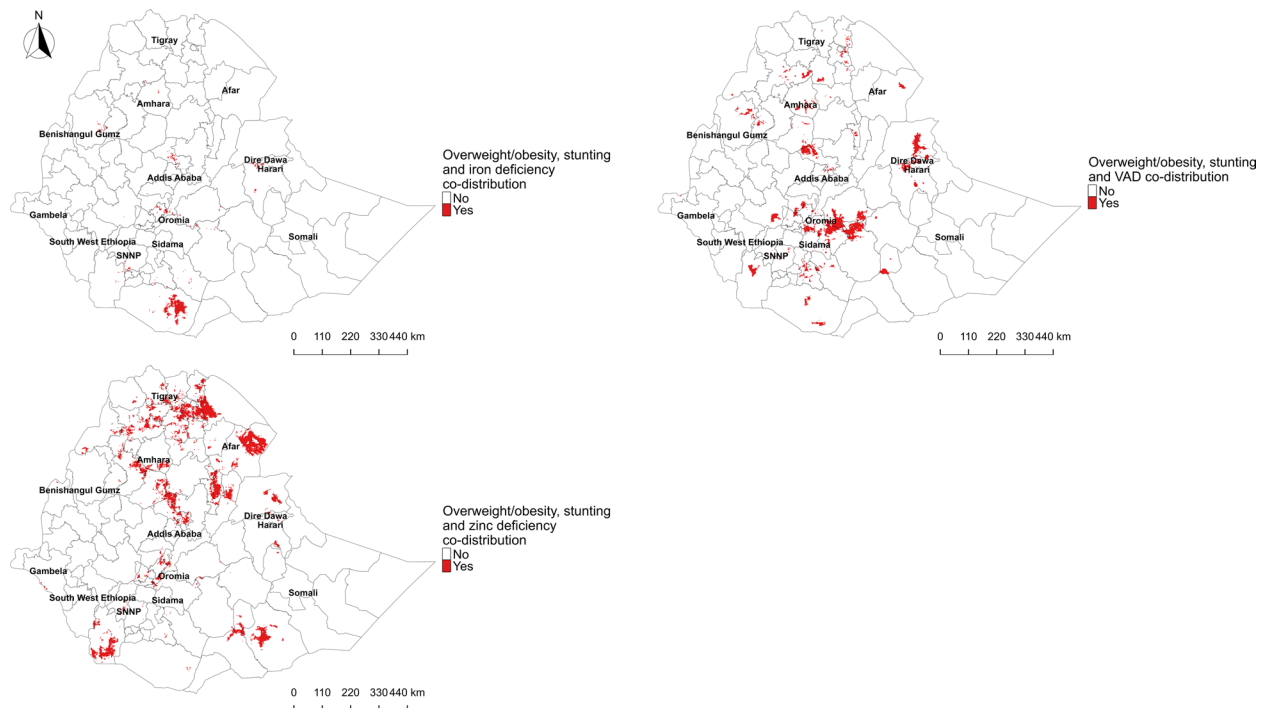 N
Tigray
Afar
Amhara
Benishangul Gumz
Dire Dawa
Harari
Addis Ababa
Gambela
Oromia
South West Ethiopia
Sidama
Somali
SNNP
Overweight/obesity, stunting
and iron deficiency
co-distribution
No
Yes
0 110 220 330 440 km
Tigray
Afar
Amhara
Benishangul Gumz
Dire Dawa
Harari
Addis Ababa
Gambela
Oromia
South West Ethiopia
Sidama
Somali
SNNP
Overweight/obesity, stunting
and VAD co-distribution
No
Yes
0 110 220 330 440 km
Tigray
Afar
Amhara
Benishangul Gumz
Dire Dawa
Harari
Addis Ababa
Gambela
Oromia
South West Ethiopia
Sidama
Somali
SNNP
Overweight/obesity, stunting
and zinc deficiency
co-distribution
No
Yes
0 110 220 330 440 km